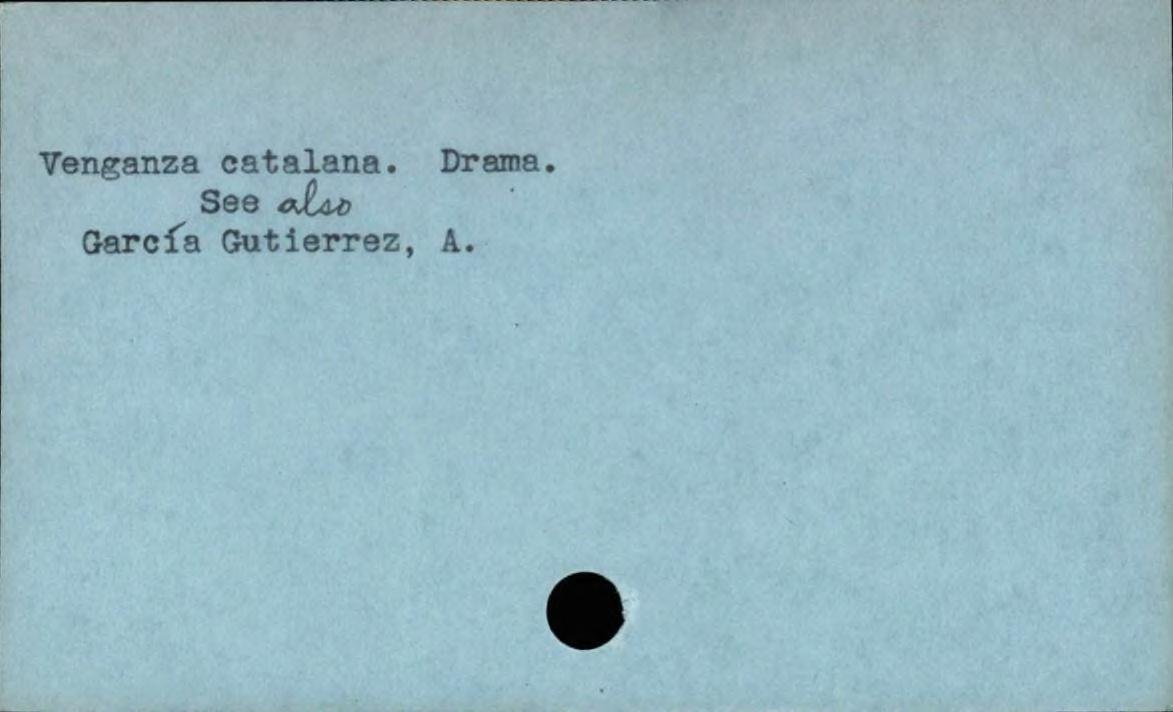 Venganza catalana. Drama.
See also
García Gutierrez, A.